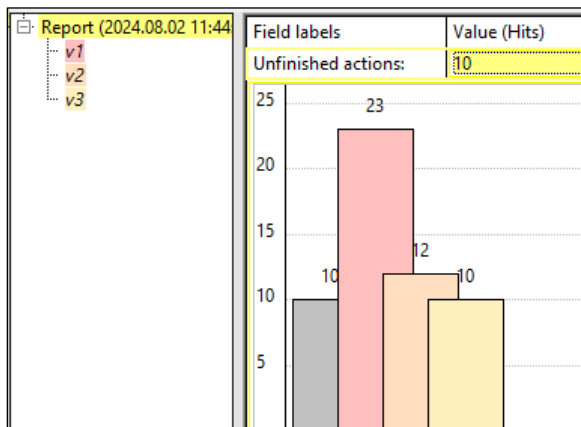 Report (2024.08.02 11:44:
v1
v2
v3
Field labels Value (Hits)
Unfinished actions: 10
25
23
20
15
12
10 10 10
5